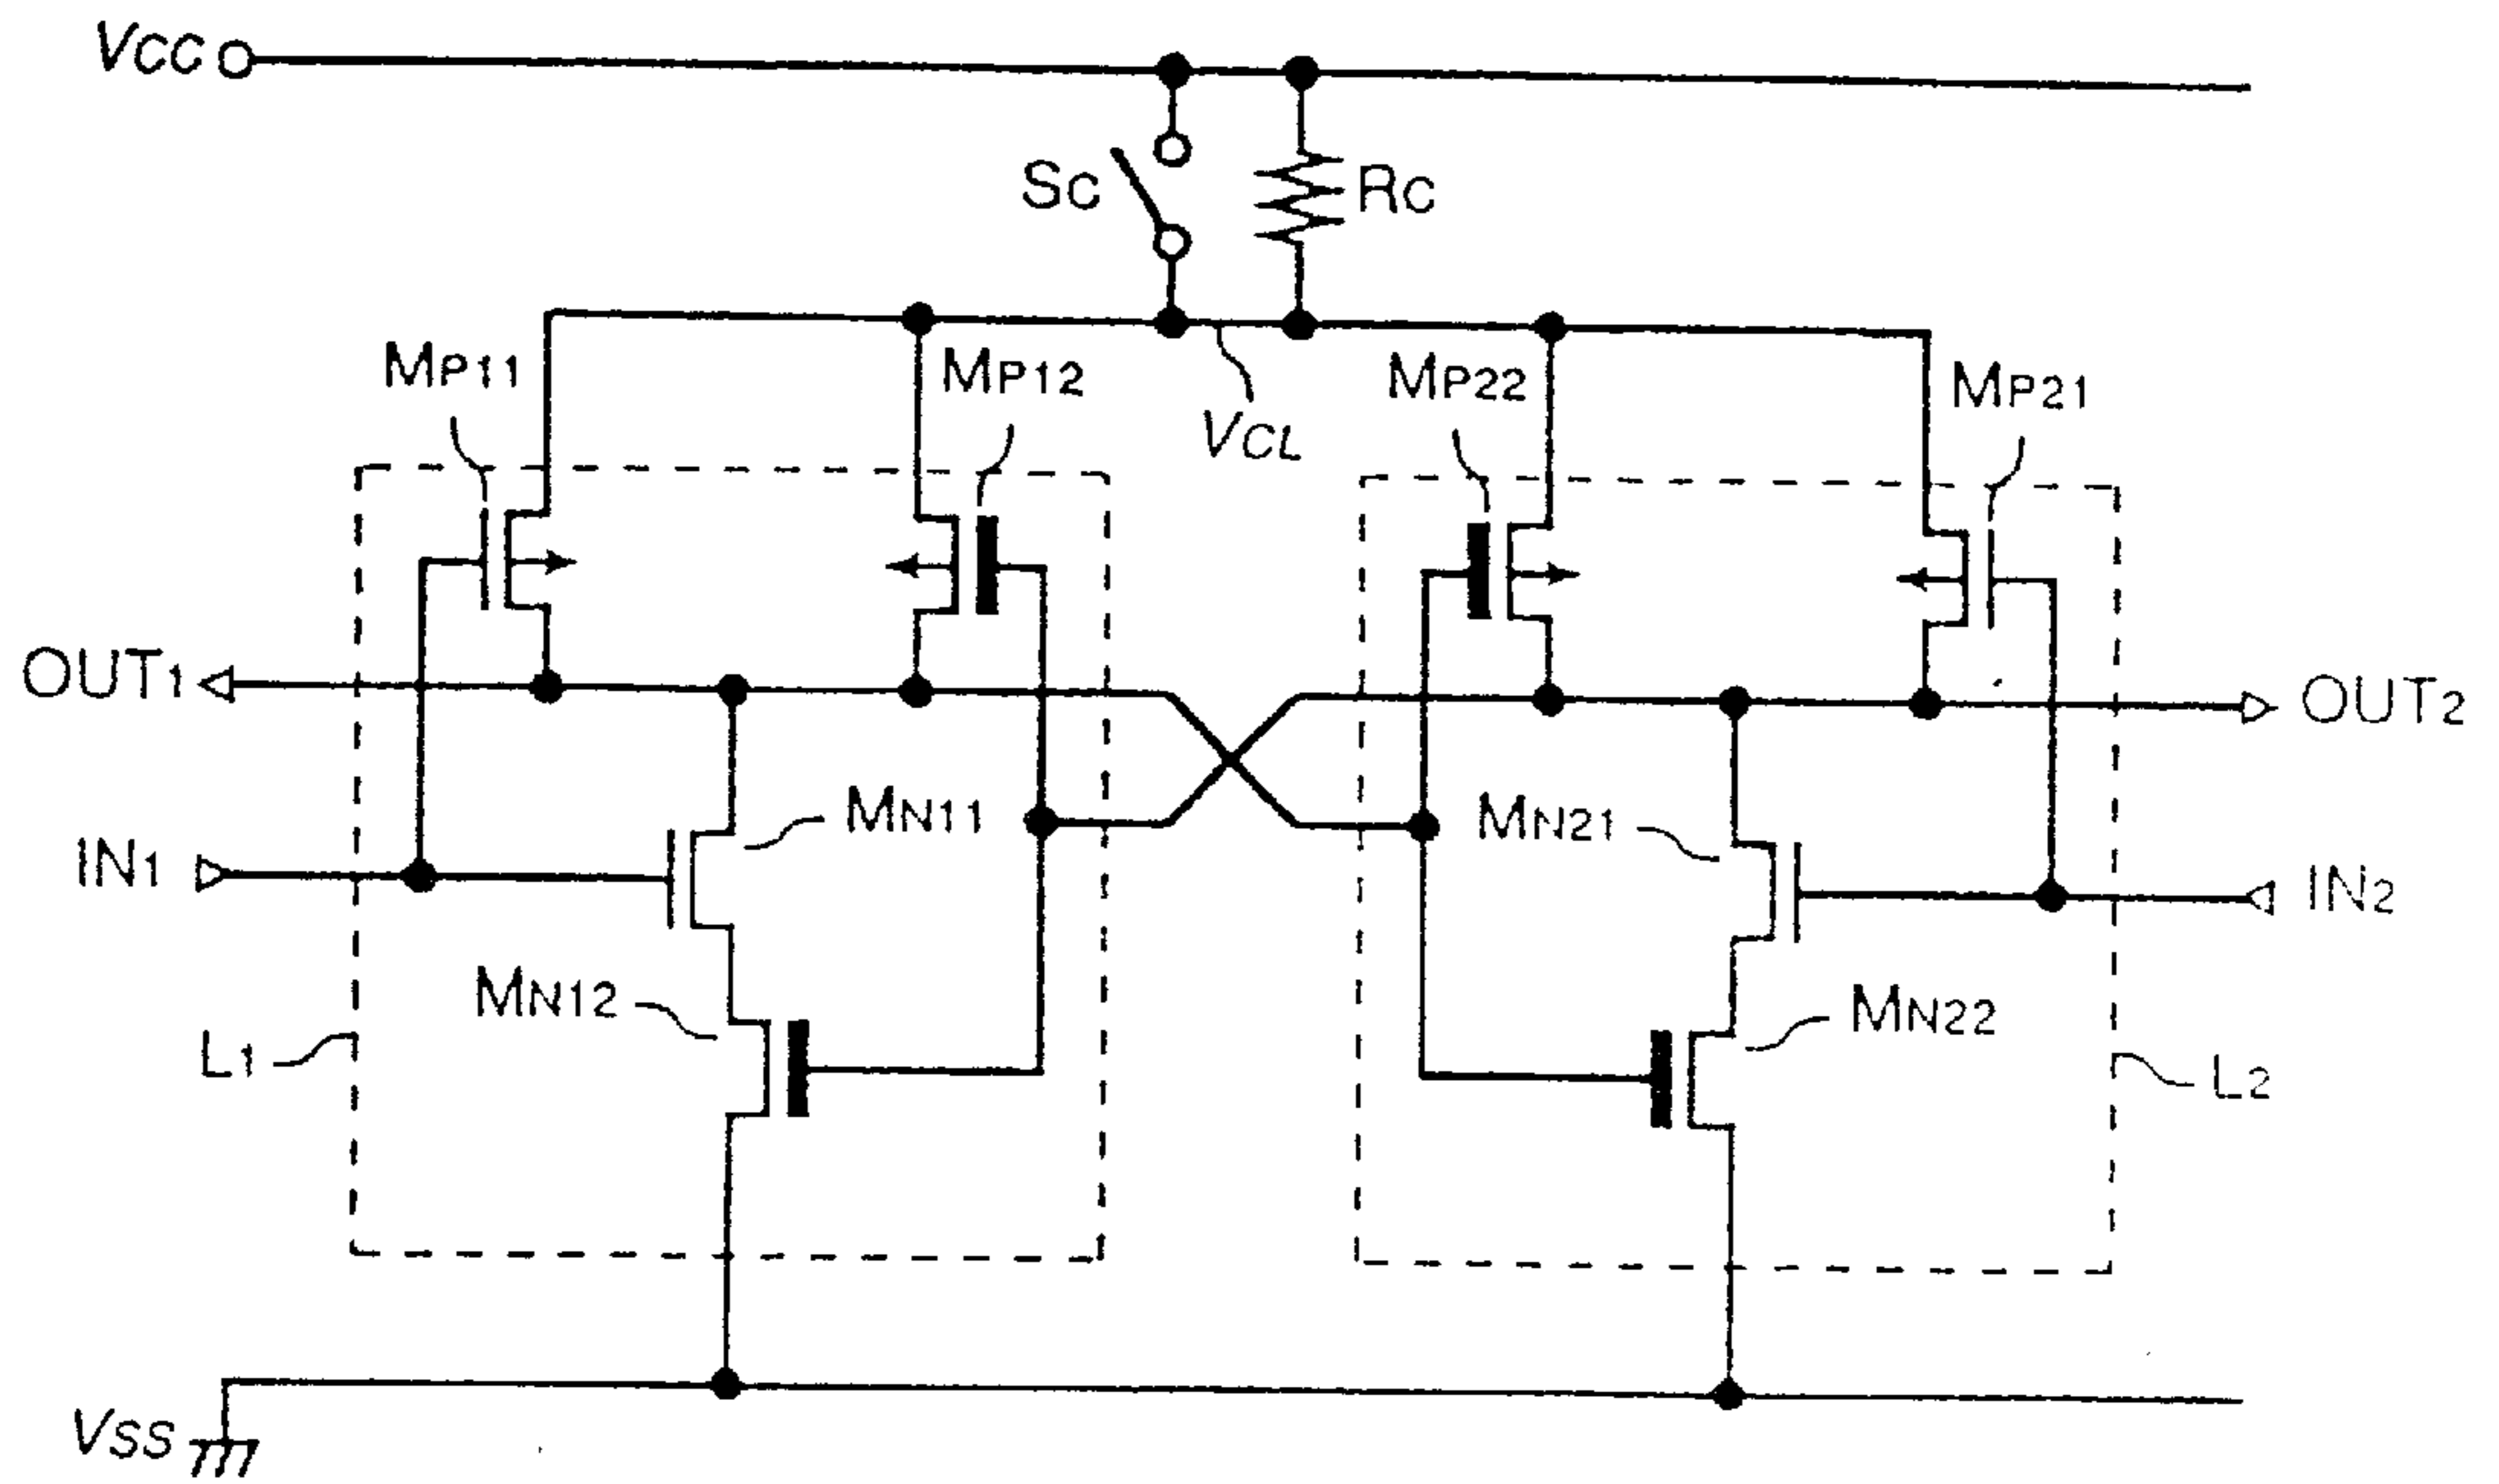 VCC
SC
RC
MP11
MP12
VCL
MP22
MP21
OUT1
OUT2
MN11
MN21
IN1
IN2
MN12
MN22
L1
L2
VSS